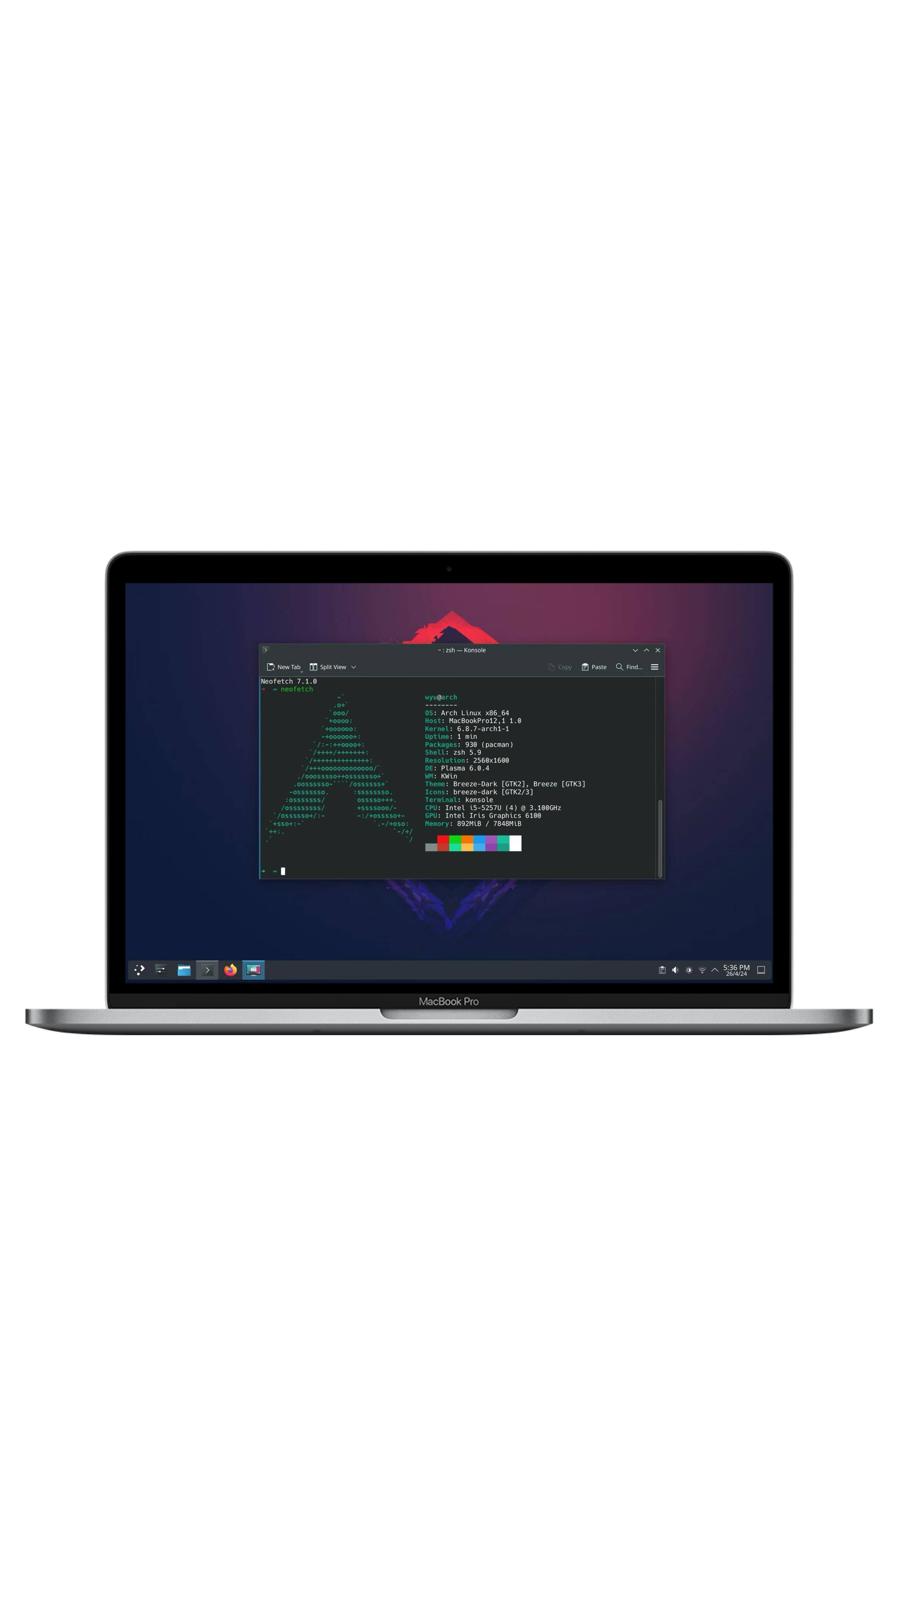 ~ : zsh — Konsole
New Tab Split View Copy Paste Find...
Neofetch 7.1.0
➜ ~ neofetch
wyu@arch
--------
OS: Arch Linux x86_64
Host: MacBookPro12,1 1.0
Kernel: 6.8.7-arch1-1
Uptime: 1 min
Packages: 930 (pacman)
Shell: zsh 5.9
Resolution: 2560x1600
DE: Plasma 6.0.4
WM: KWin
Theme: Breeze-Dark [GTK2], Breeze [GTK3]
Icons: breeze-dark [GTK2/3]
Terminal: konsole
CPU: Intel i5-5257U (4) @ 3.100GHz
GPU: Intel Iris Graphics 6100
Memory: 892MiB / 7848MiB
➜ ~
5:36 PM
26/4/24
MacBook Pro